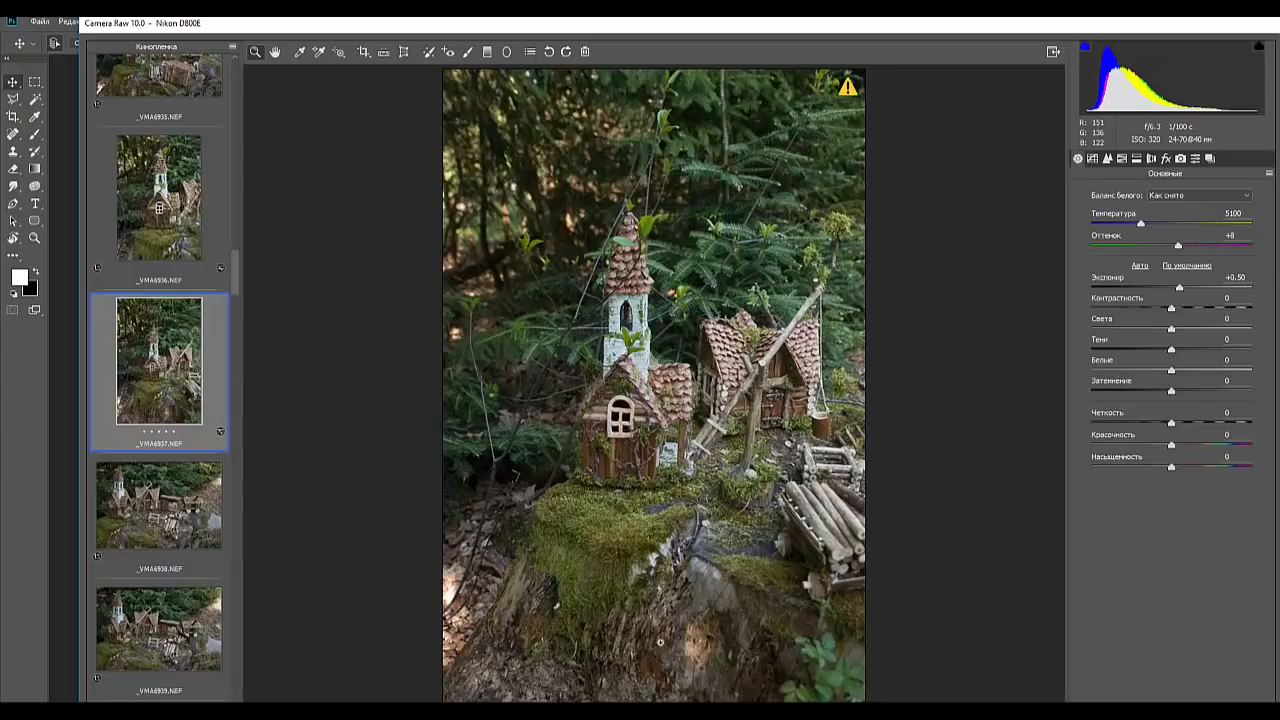 Camera Raw 10.0 - Nikon D800E
Ps Файл Реда
Кинопленка
_VMA6935.NEF
_VMA6936.NEF
_VMA6937.NEF
_VMA6938.NEF
_VMA6939.NEF
R: 151
G: 136
B: 122
f/6.3 1/100 с
ISO: 320 24-70@40 мм
Основные
Баланс белого: Как снято
Температура 5100
Оттенок +8
Авто По умолчанию
Экспонир +0.50
Контрастность 0
Света 0
Тени 0
Белые 0
Затемнение 0
Четкость 0
Красочность 0
Насыщенность 0